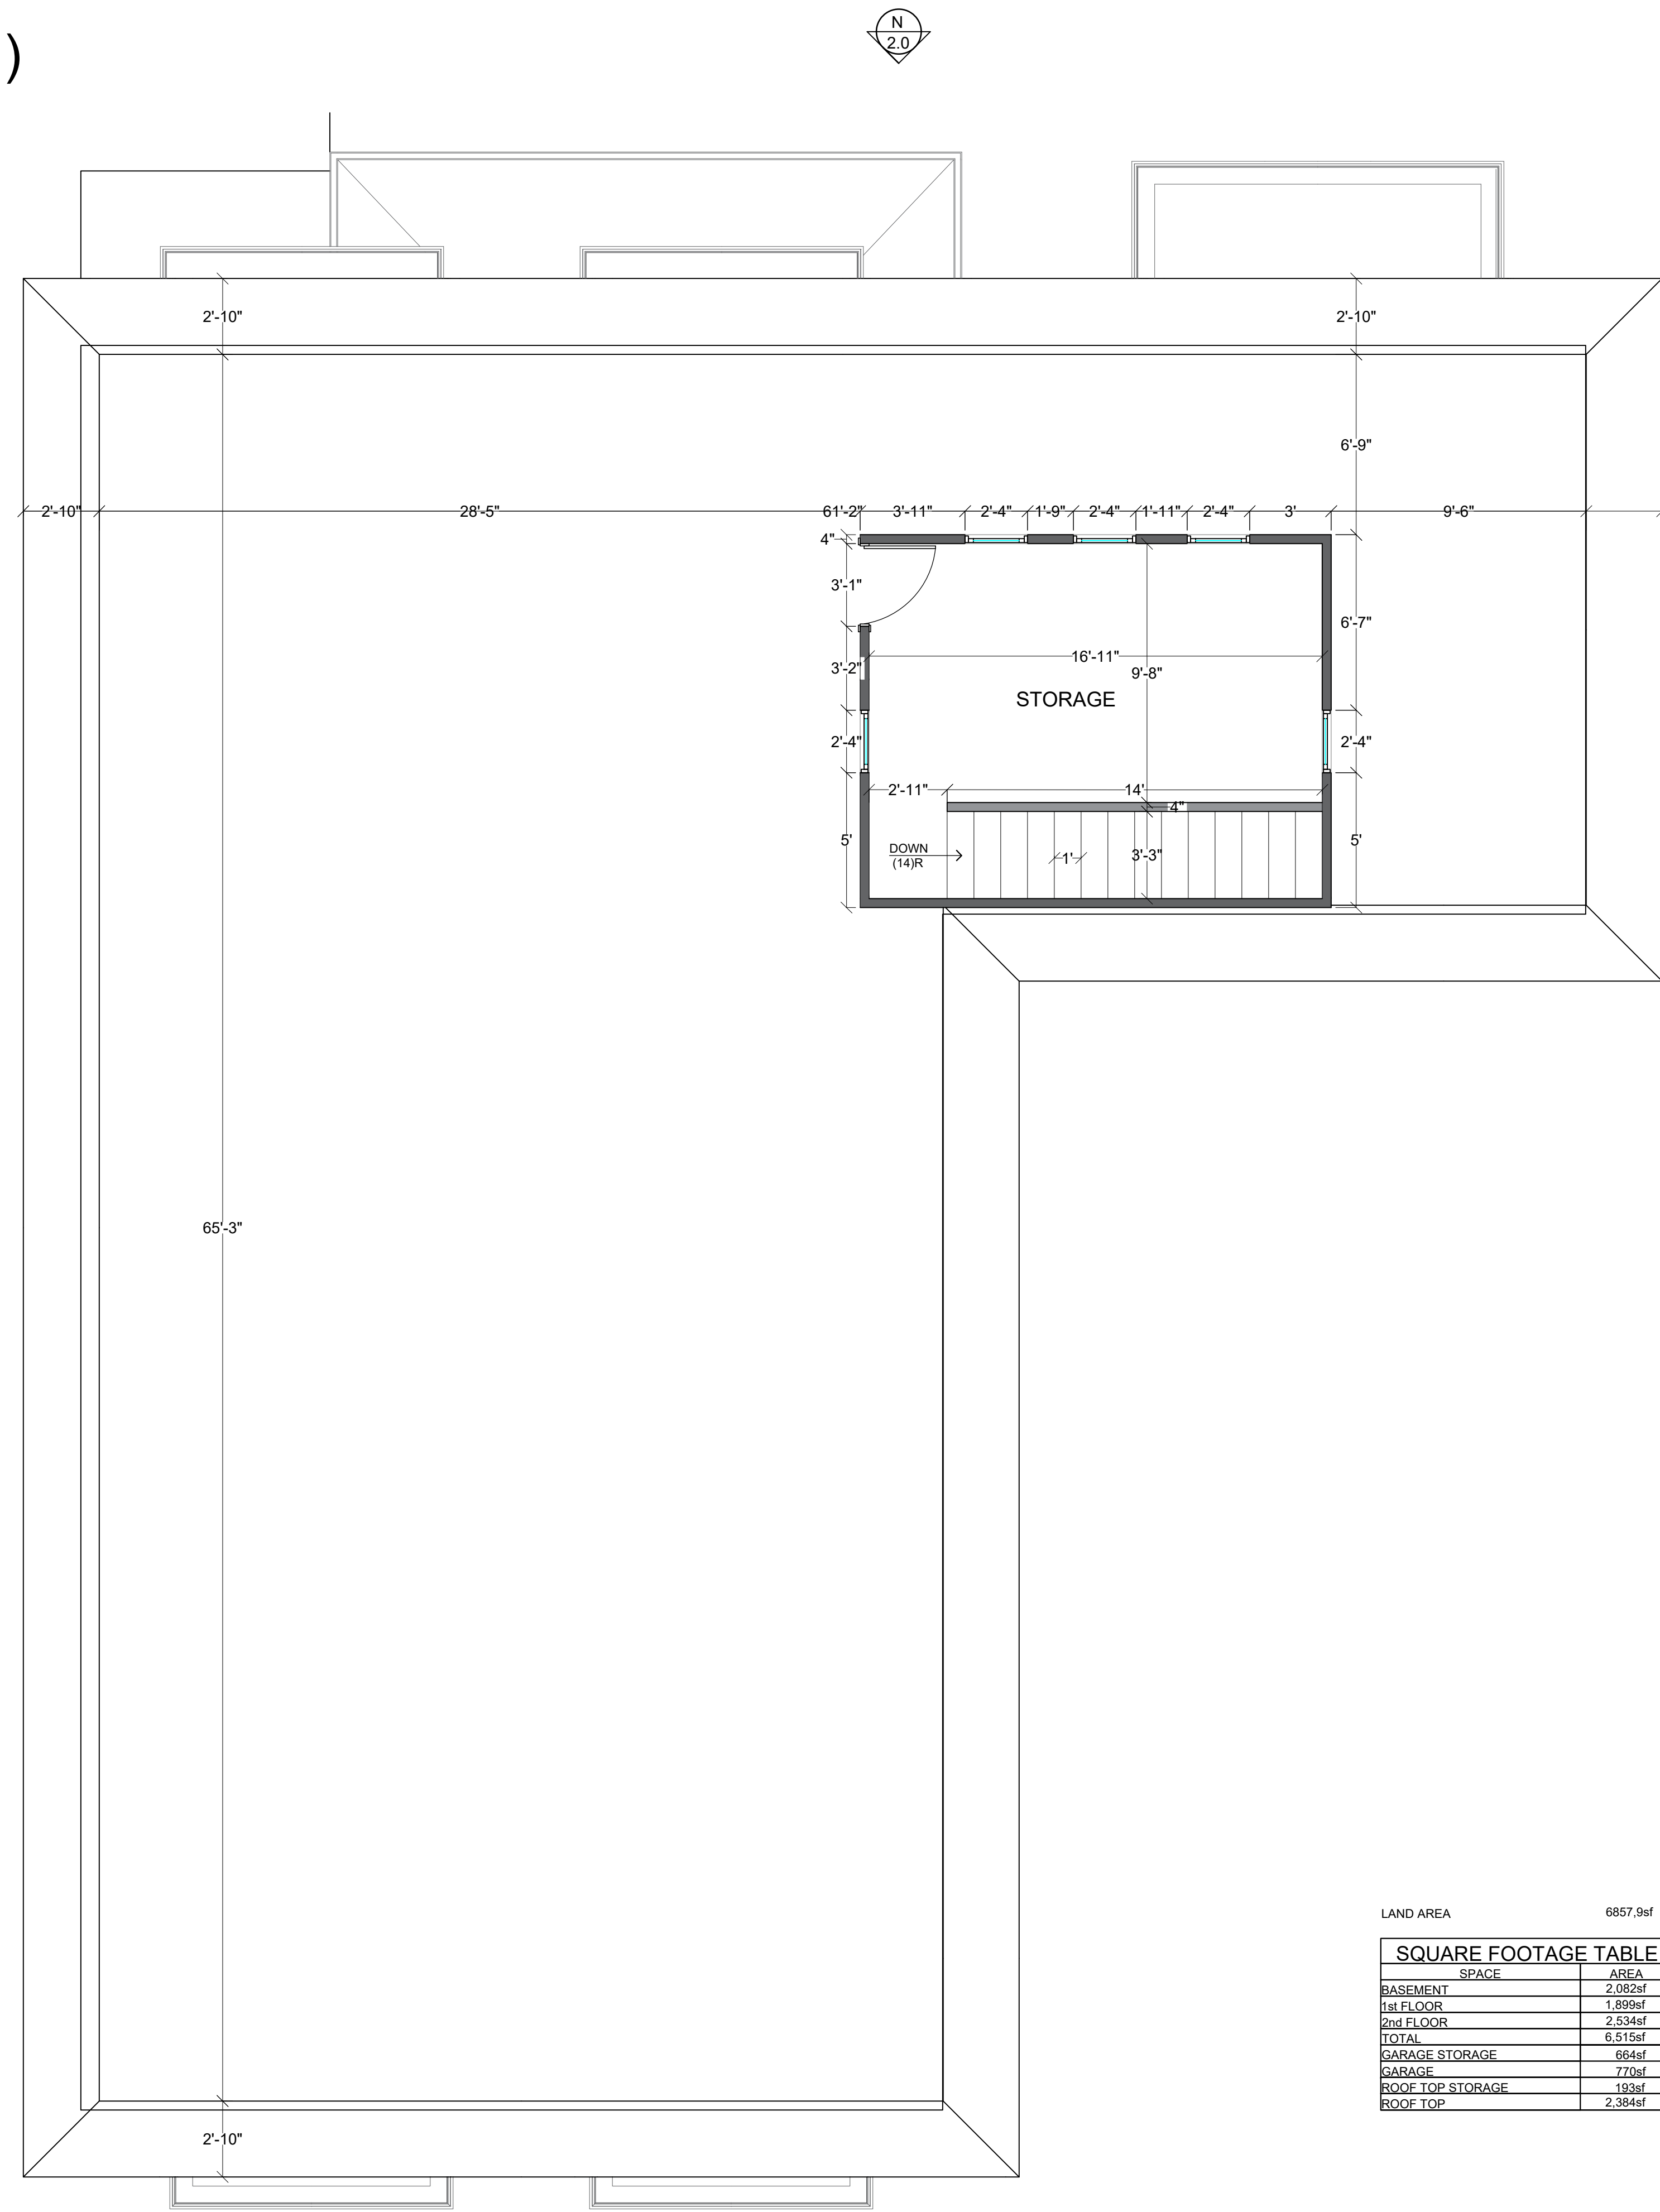 )
N
2.0
2'-10"
2'-10"
6'-9"
2'-10"
28'-5"
61'-2"
3'-11"
2'-4"
1'-9"
2'-4"
1'-11"
2'-4"
3'
9'-6"
4"
3'-1"
6'-7"
16'-11"
3'-2"
9'-8"
STORAGE
2'-4"
2'-4"
2'-11"
14'
4"
5'
5'
DOWN
(14)R
1'
3'-3"
65'-3"
2'-10"
LAND AREA 6857,9sf
SQUARE FOOTAGE TABLE
SPACE AREA
BASEMENT 2,082sf
1st FLOOR 1,899sf
2nd FLOOR 2,534sf
TOTAL 6,515sf
GARAGE STORAGE 664sf
GARAGE 770sf
ROOF TOP STORAGE 193sf
ROOF TOP 2,384sf